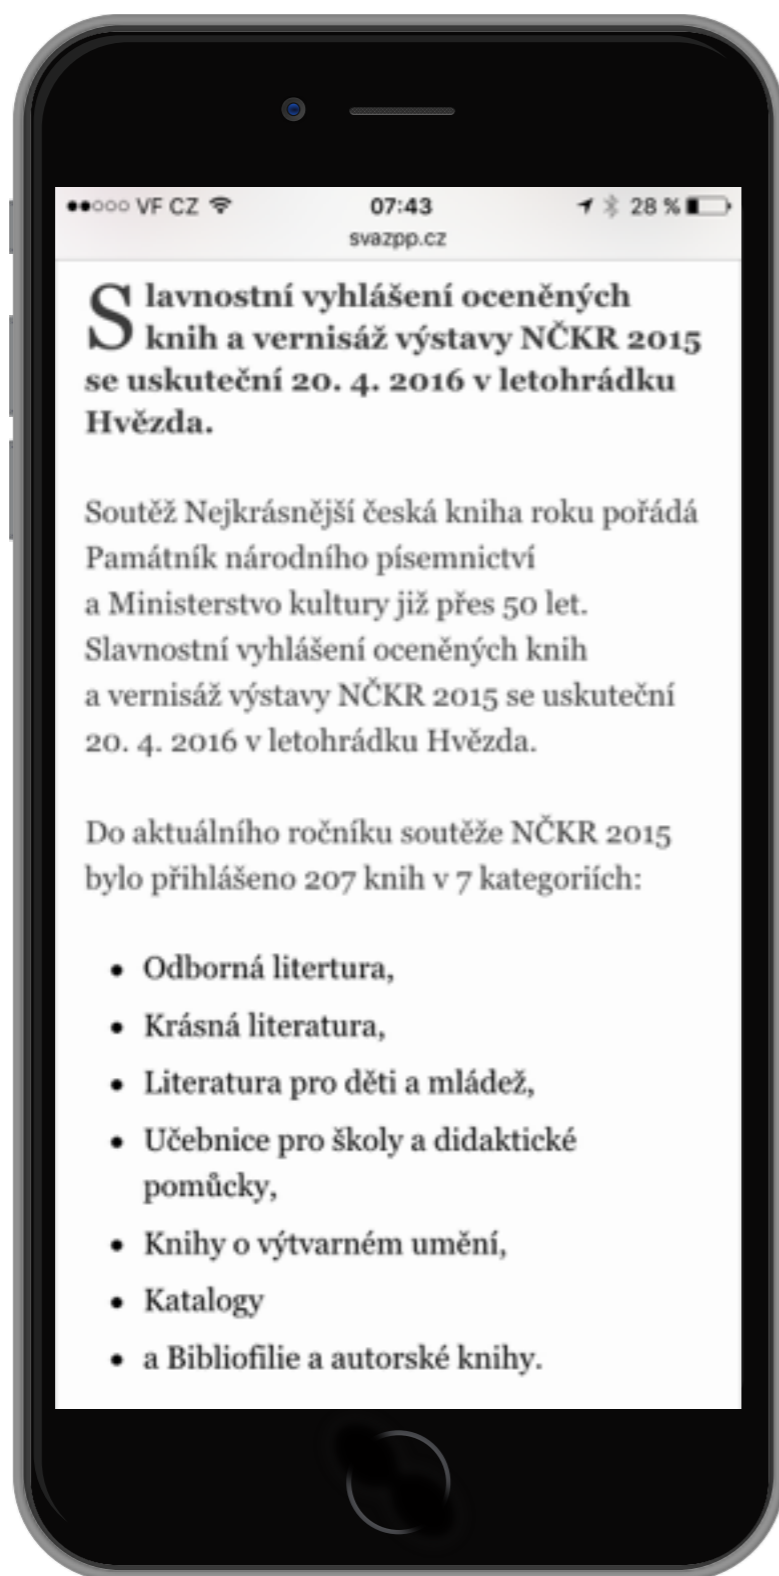 VF CZ 07:43 28 %
svazpp.cz
Slavnostní vyhlášení oceněných
knih a vernisáž výstavy NČKR 2015
se uskuteční 20. 4. 2016 v letohrádku
Hvězda.
Soutěž Nejkrásnější česká kniha roku pořádá
Památník národního písemnictví
a Ministerstvo kultury již přes 50 let.
Slavnostní vyhlášení oceněných knih
a vernisáž výstavy NČKR 2015 se uskuteční
20. 4. 2016 v letohrádku Hvězda.
Do aktuálního ročníku soutěže NČKR 2015
bylo přihlášeno 207 knih v 7 kategoriích:
• Odborná litertura,
• Krásná literatura,
• Literatura pro děti a mládež,
• Učebnice pro školy a didaktické
pomůcky,
• Knihy o výtvarném umění,
• Katalogy
• a Bibliofilie a autorské knihy.